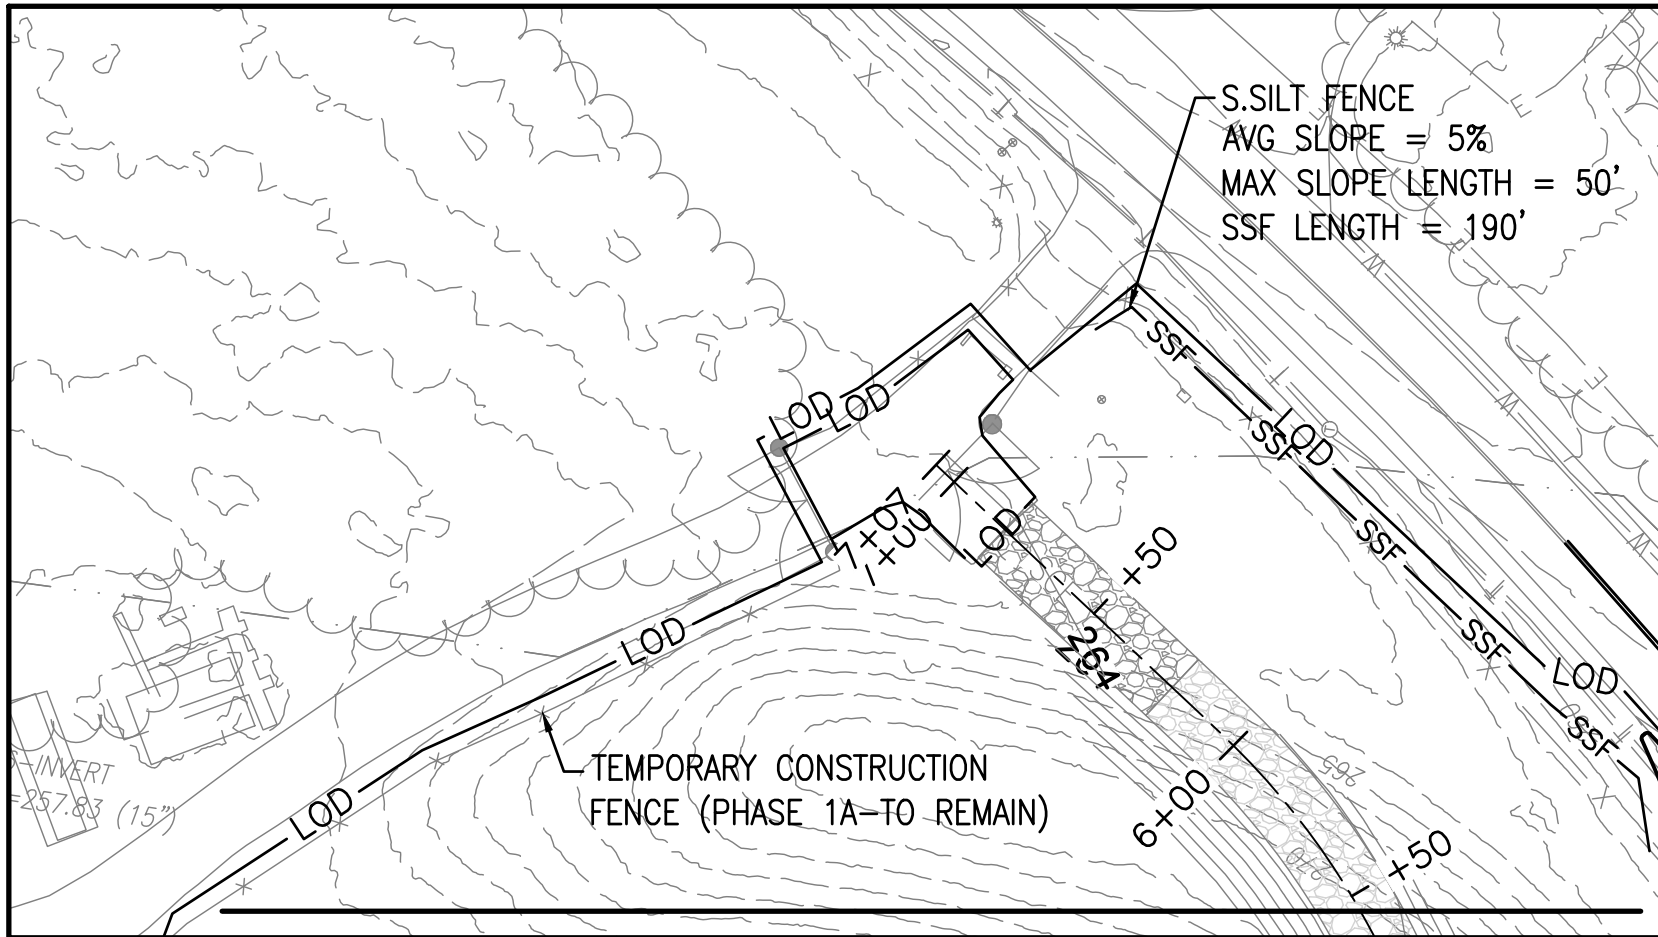 S.SILT FENCE
AVG SLOPE = 5%
MAX SLOPE LENGTH = 50'
SSF LENGTH = 190'
SSF
LOD
LOD
LOD
SSF
7+07
7+00
LOD
SSF
+50
LOD
SSF
264
LOD
SSF
TEMPORARY CONSTRUCTION
FENCE (PHASE 1A-TO REMAIN)
-INVERT
=257.83 (15")
265
6+00
LOD
+50